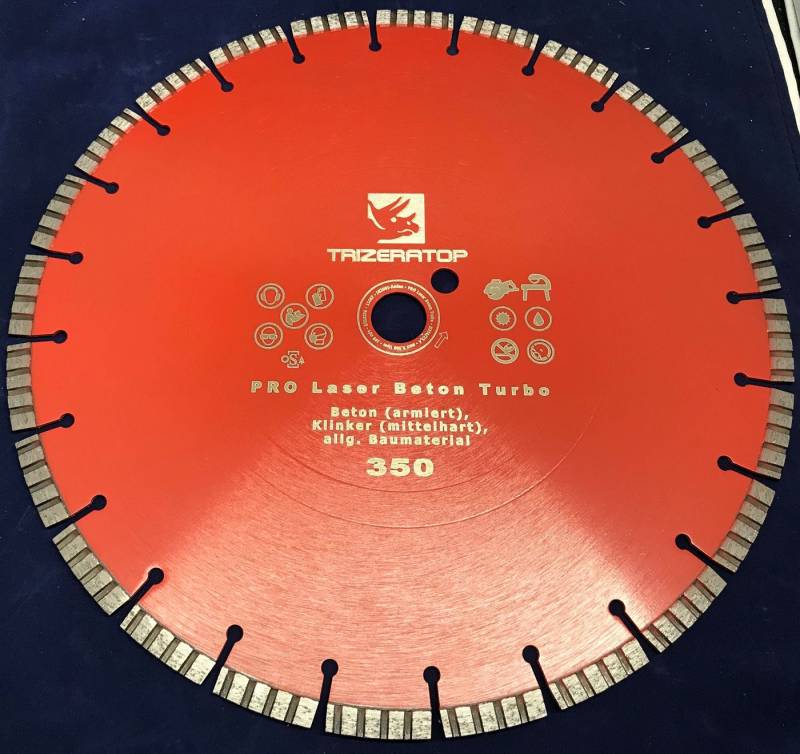 TRIZERATOP
PRO Laser Beton Turbo
Beton (armiert),
Klinker (mittelhart),
allg. Baumaterial
350